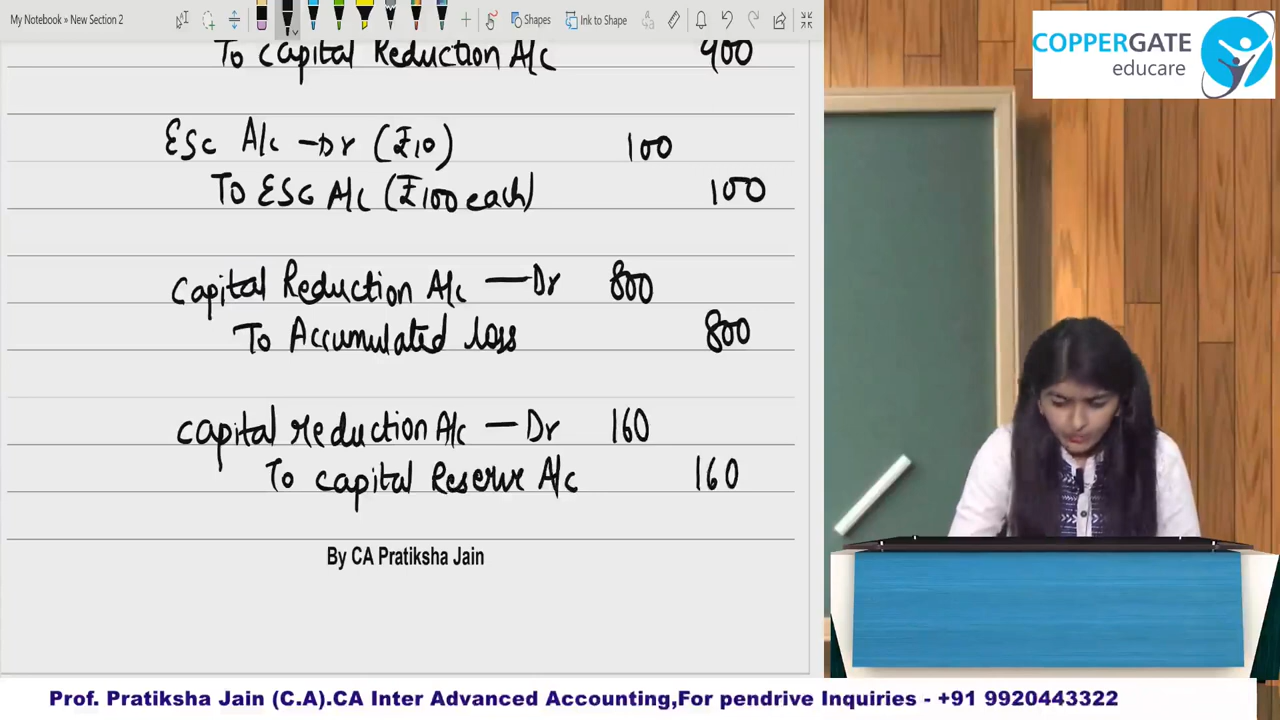 My Notebook » New Section 2
Shapes
Ink to Shape
COPPERGATE
educare
To Capital Reduction A/c 900
ESC A/c - Dr (₹10) 100
To ESC A/c (₹100 each) 100
Capital Reduction A/c — Dr 800
To Accumulated loss 800
capital reduction A/c — Dr 160
To capital Reserve A/c 160
By CA Pratiksha Jain
Prof. Pratiksha Jain (C.A).CA Inter Advanced Accounting,For pendrive Inquiries - +91 9920443322